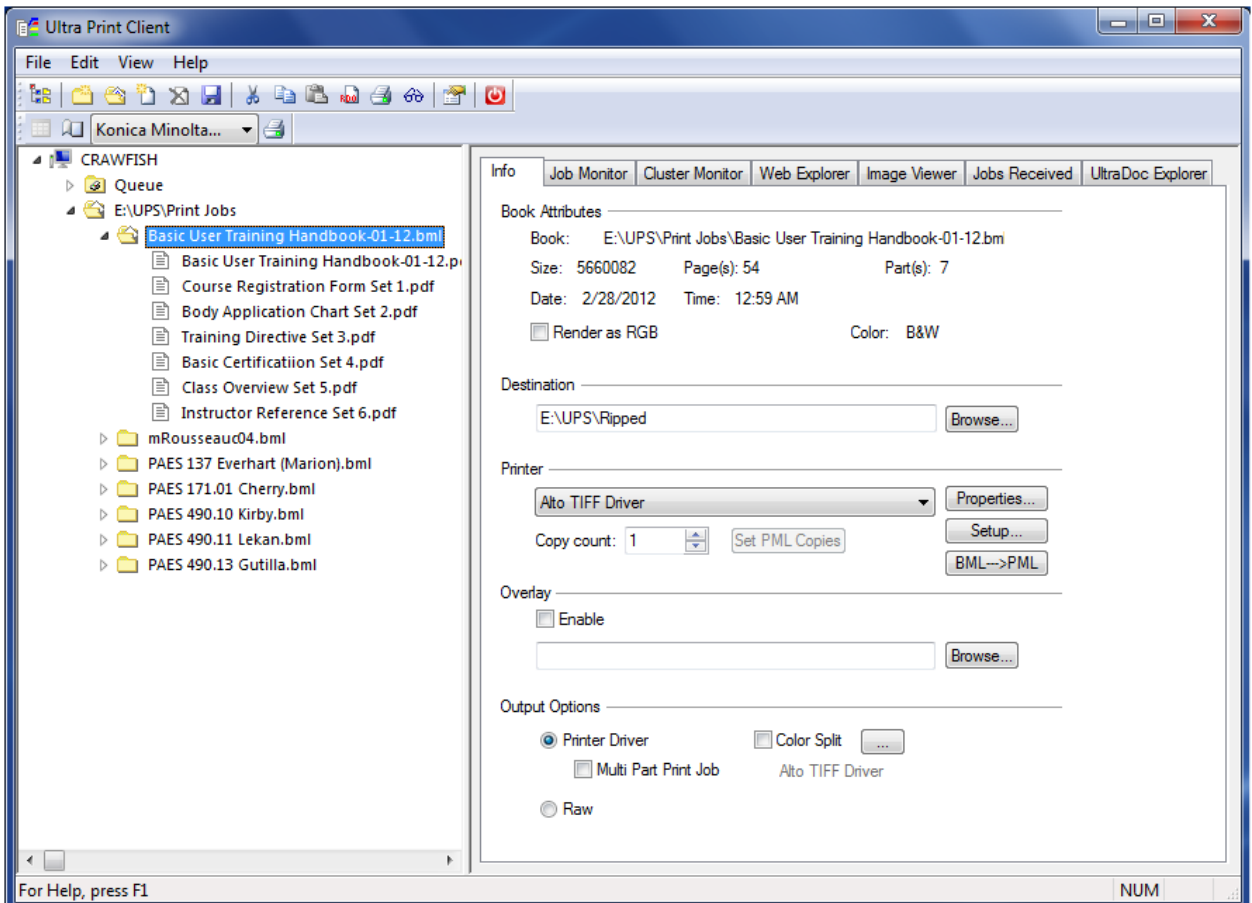 Ultra Print Client
File Edit View Help
Konica Minolta...
CRAWFISH
Queue
E:\UPS\Print Jobs
Basic User Training Handbook-01-12.bml
Basic User Training Handbook-01-12.p
Course Registration Form Set 1.pdf
Body Application Chart Set 2.pdf
Training Directive Set 3.pdf
Basic Certificatiion Set 4.pdf
Class Overview Set 5.pdf
Instructor Reference Set 6.pdf
mRousseauc04.bml
PAES 137 Everhart (Marion).bml
PAES 171.01 Cherry.bml
PAES 490.10 Kirby.bml
PAES 490.11 Lekan.bml
PAES 490.13 Gutilla.bml
Info Job Monitor Cluster Monitor Web Explorer Image Viewer Jobs Received UltraDoc Explorer
Book Attributes
Book: E:\UPS\Print Jobs\Basic User Training Handbook-01-12.bm
Size: 5660082 Page(s): 54 Part(s): 7
Date: 2/28/2012 Time: 12:59 AM
Render as RGB Color: B&W
Destination
E:\UPS\Ripped Browse...
Printer
Alto TIFF Driver Properties...
Copy count: 1 Set PML Copies Setup...
BML--->PML
Overlay
Enable
Browse...
Output Options
Printer Driver Color Split ...
Multi Part Print Job Alto TIFF Driver
Raw
For Help, press F1 NUM